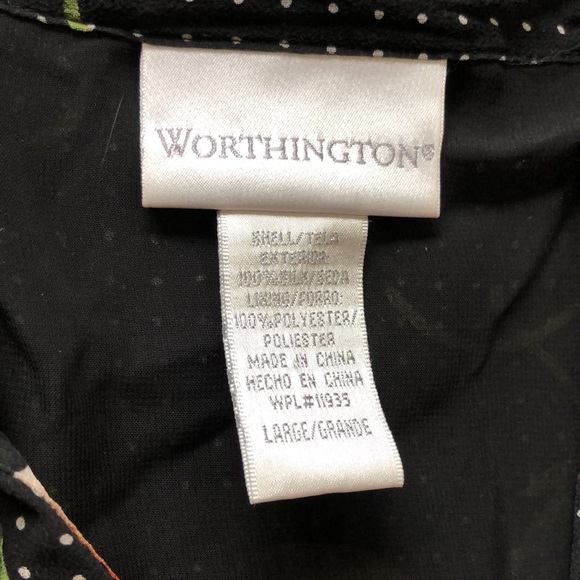 WORTHINGTON®
SHELL/TELA
EXTERIOR:
100%SILK/SEDA
LINING/FORRO:
100%POLYESTER/
POLIESTER
MADE IN CHINA
HECHO EN CHINA
WPL#11935
LARGE/GRANDE